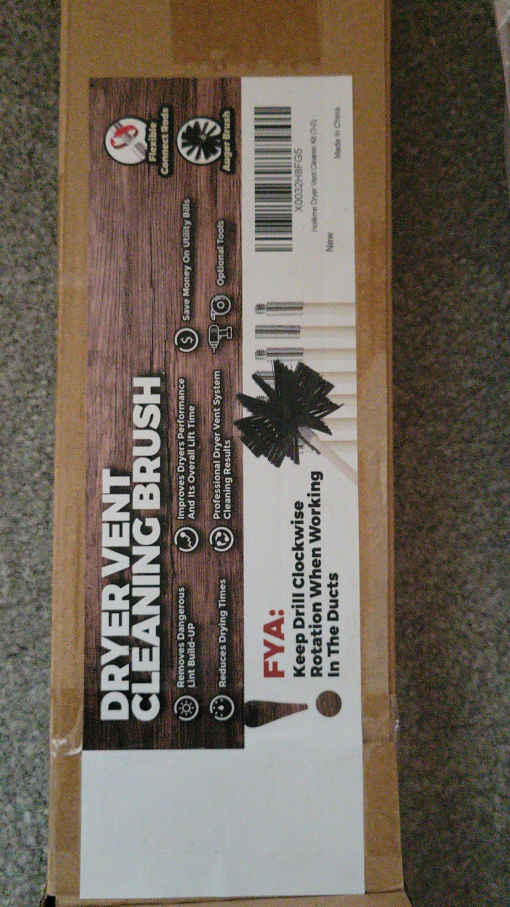 DRYER VENT
CLEANING BRUSH
Flexible
Connect Rods
Auger Brush
Removes Dangerous
Lint Build-UP
Improves Dryers Performance
And Its Overall Lift Time
Save Money On Utility Bills
Reduces Drying Times
Professional Dryer Vent System
Cleaning Results
Optional Tools
FYA:
Keep Drill Clockwise
Rotation When Working
In The Ducts
X0032H8FG5
Dryer Vent Cleaner Kit
New
Made in China